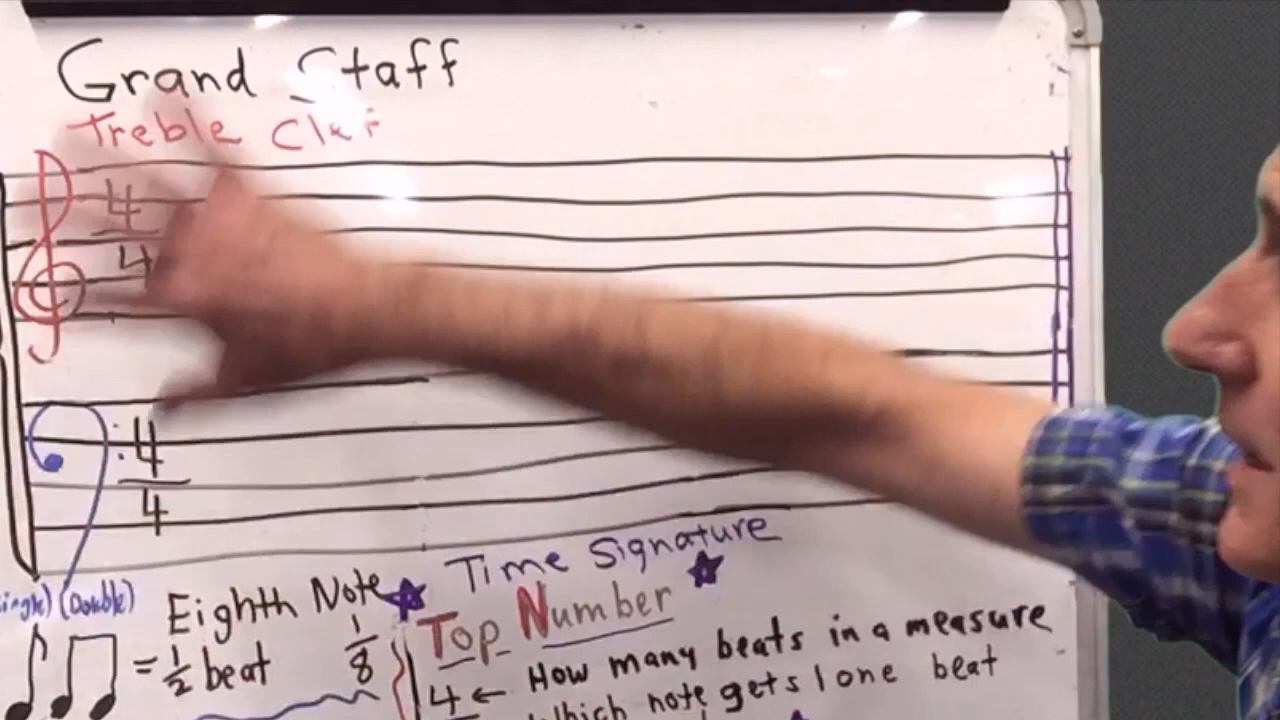 Grand Staff
Treble Clef
4
4
4
4
(Double)
Eighth Note
= 1/2 beat
1/8
Time Signature
Top Number
4 ← How many beats in a measure
Which note gets 1 one beat